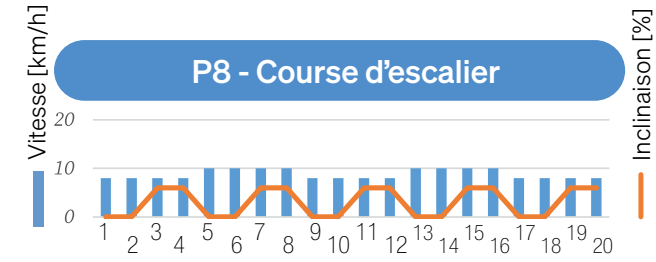 Vitesse [km/h]
P8 - Course d'escalier
Inclinaison [%]
20
10
0
1 2 3 4 5 6 7 8 9 10 11 12 13 14 15 16 17 18 19 20